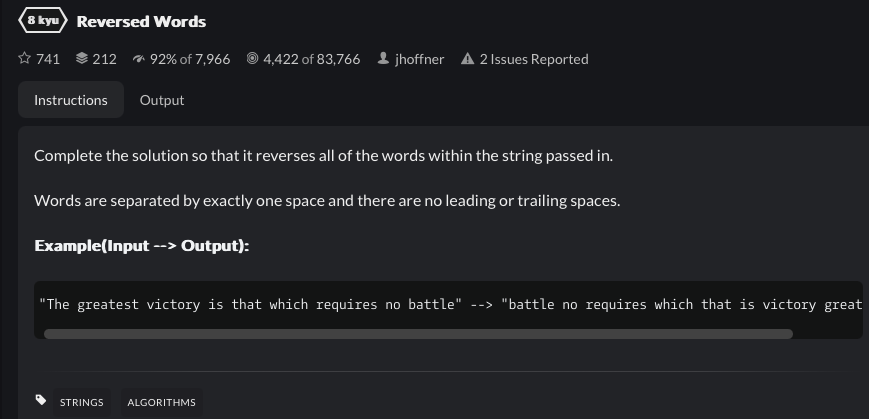 8 kyu Reversed Words
741 212 92% of 7,966 4,422 of 83,766 jhoffner 2 Issues Reported
Instructions Output
Complete the solution so that it reverses all of the words within the string passed in.
Words are separated by exactly one space and there are no leading or trailing spaces.
Example(Input --> Output):
"The greatest victory is that which requires no battle" --> "battle no requires which that is victory great
STRINGS ALGORITHMS